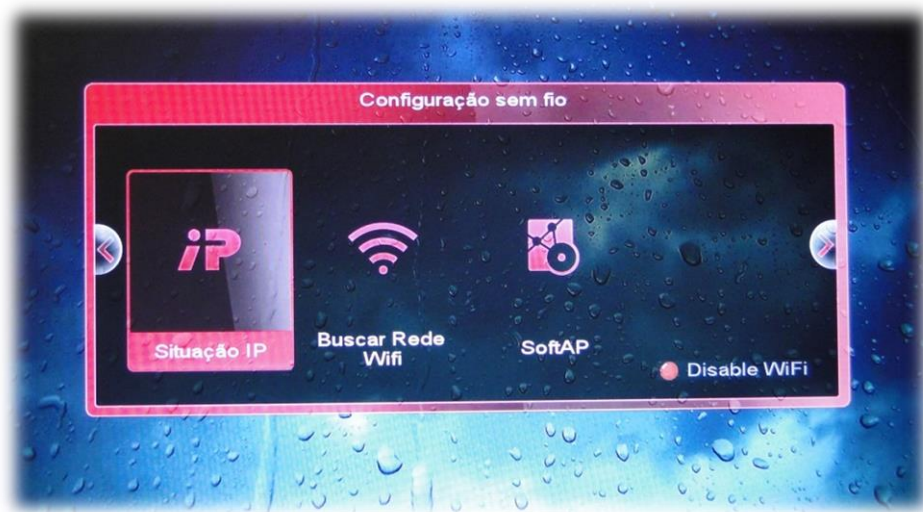 Configuração sem fio
iP
Situação IP
Buscar Rede
Wifi
SoftAP
Disable WiFi